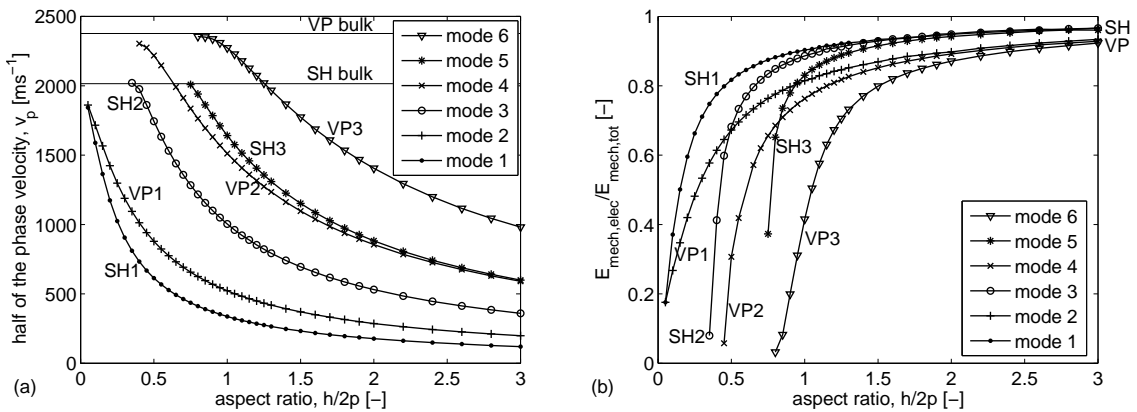 2500
2000
1500
1000
500
0
half of the phase velocity, v_p [ms⁻¹]
VP bulk
SH bulk
SH2
VP1
SH1
SH3
VP2
VP3
mode 6
mode 5
mode 4
mode 3
mode 2
mode 1
0 0.5 1 1.5 2 2.5 3
(a)
aspect ratio, h/2p [–]
1
0.8
0.6
0.4
0.2
0
E_mech,elec/E_mech,tot [–]
SH
VP
SH1
SH3
VP1
VP3
VP2
SH2
mode 6
mode 5
mode 4
mode 3
mode 2
mode 1
0 0.5 1 1.5 2 2.5 3
(b)
aspect ratio, h/2p [–]